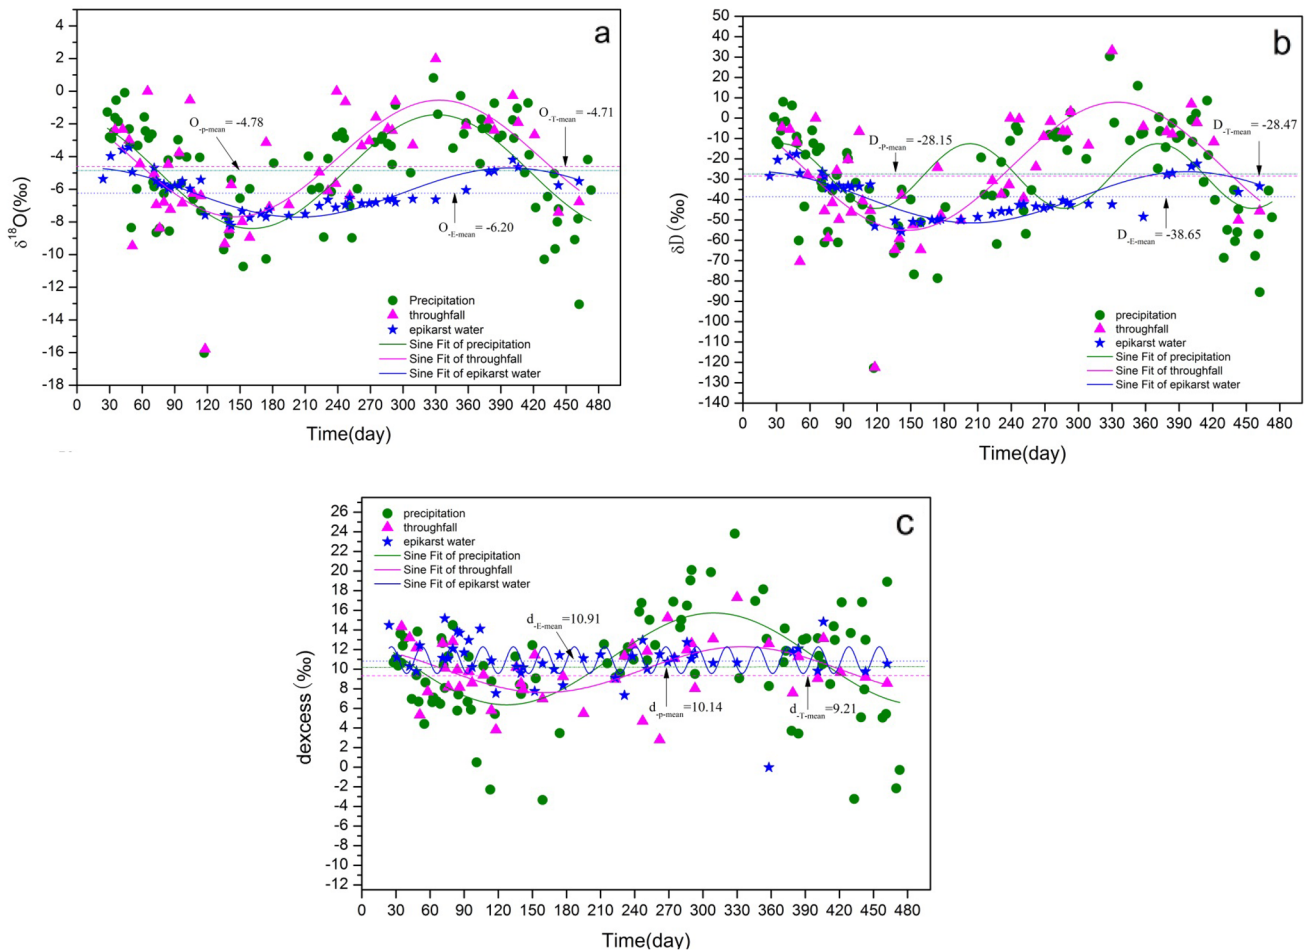 a
4
2
0
-2
-4
-6
-8
-10
-12
-14
-16
-18
δ18O(‰)
O-p-mean = -4.78
O-T-mean = -4.71
O-E-mean = -6.20
Precipitation
throughfall
epikarst water
Sine Fit of precipitation
Sine Fit of throughfall
Sine Fit of epikarst water
0 30 60 90 120 150 180 210 240 270 300 330 360 390 420 450 480
Time(day)
b
50
40
30
20
10
0
-10
-20
-30
-40
-50
-60
-70
-80
-90
-100
-110
-120
-130
-140
δD (‰)
D-P-mean = -28.15
D-T-mean = -28.47
D-E-mean = -38.65
precipitation
throughfall
epikarst water
Sine Fit of precipitation
Sine Fit of throughfall
Sine Fit of epikarst water
0 30 60 90 120 150 180 210 240 270 300 330 360 390 420 450 480
Time(day)
c
26
24
22
20
18
16
14
12
10
8
6
4
2
0
-2
-4
-6
-8
-10
-12
dexcess (‰)
precipitation
throughfall
epikarst water
Sine Fit of precipitation
Sine Fit of throughfall
Sine Fit of epikarst water
d-E-mean=10.91
d-p-mean=10.14
d-T-mean=9.21
0 30 60 90 120 150 180 210 240 270 300 330 360 390 420 450 480
Time(day)